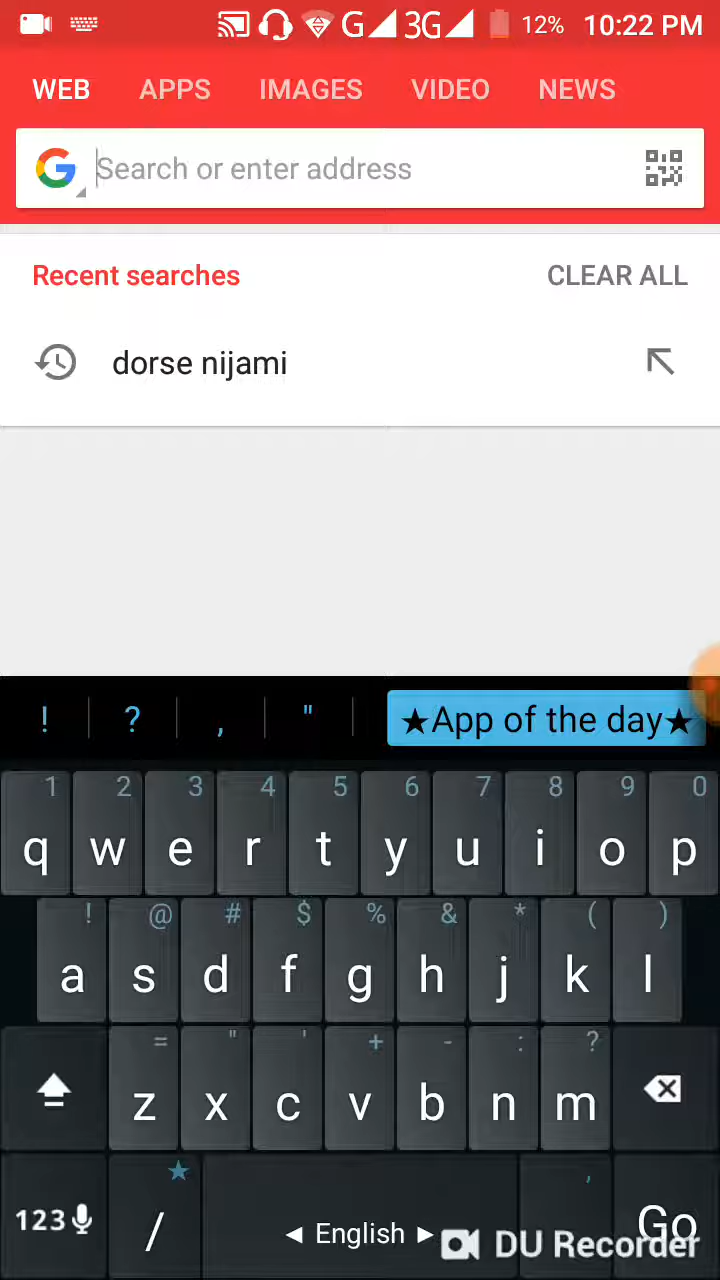 G 3G 12% 10:22 PM
WEB APPS IMAGES VIDEO NEWS
G Search or enter address
Recent searches CLEAR ALL
dorse nijami
! ? , " ★App of the day★
1 2 3 4 5 6 7 8 9 0
q w e r t y u i o p
! @ # $ % & * ( )
a s d f g h j k l
= " ' + - : ?
z x c v b n m
★ ,
123 / ◄ English ► Go
DU Recorder